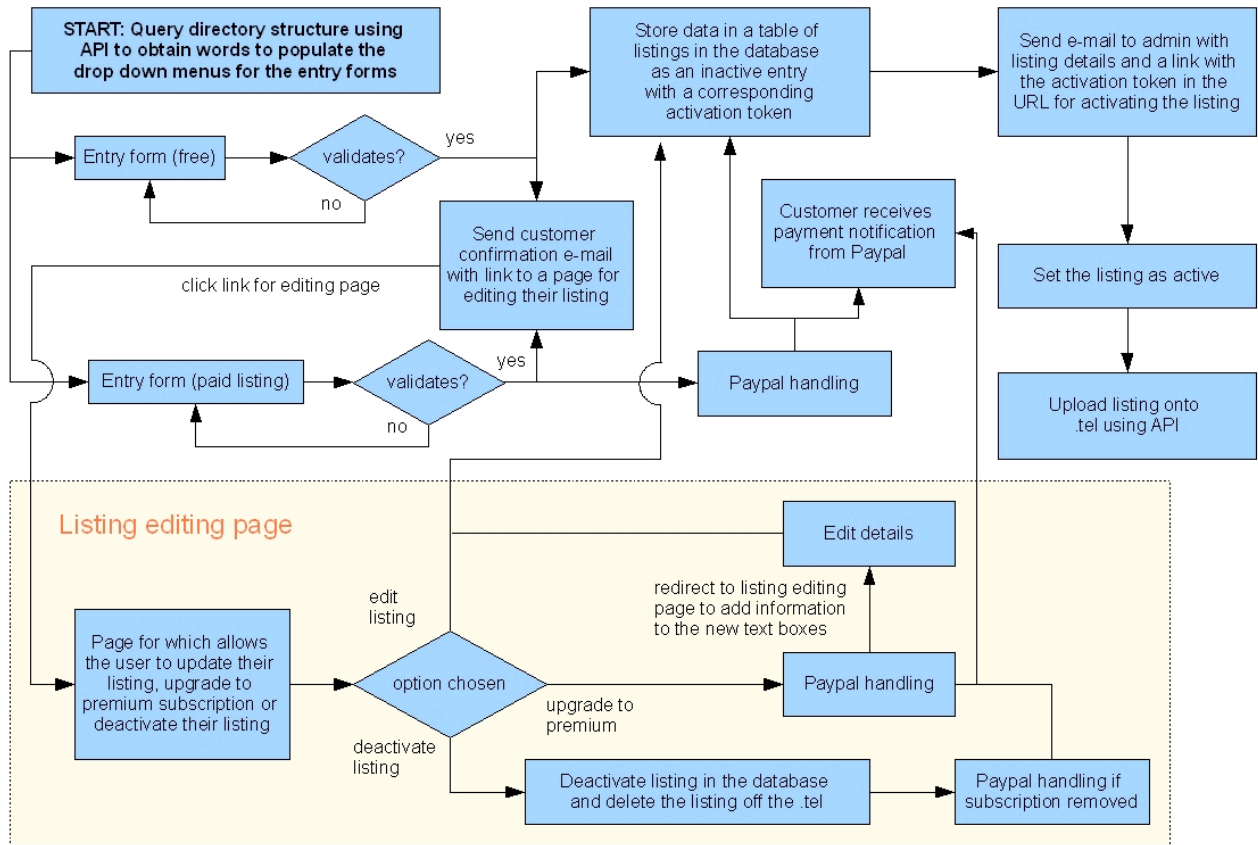 START: Query directory structure using
API to obtain words to populate the
drop down menus for the entry forms
Store data in a table of
listings in the database
as an inactive entry
with a corresponding
activation token
Send e-mail to admin with
listing details and a link with
the activation token in the
URL for activating the listing
Entry form (free)
validates?
yes
no
Send customer
confirmation e-mail
with link to a page for
editing their listing
click link for editing page
Customer receives
payment notification
from Paypal
Set the listing as active
Entry form (paid listing)
validates?
yes
no
Paypal handling
Upload listing onto
.tel using API
Listing editing page
Edit details
redirect to listing editing
page to add information
to the new text boxes
edit
listing
Page for which allows
the user to update their
listing, upgrade to
premium subscription or
deactivate their listing
option chosen
upgrade to
premium
Paypal handling
deactivate
listing
Deactivate listing in the database
and delete the listing off the .tel
Paypal handling if
subscription removed